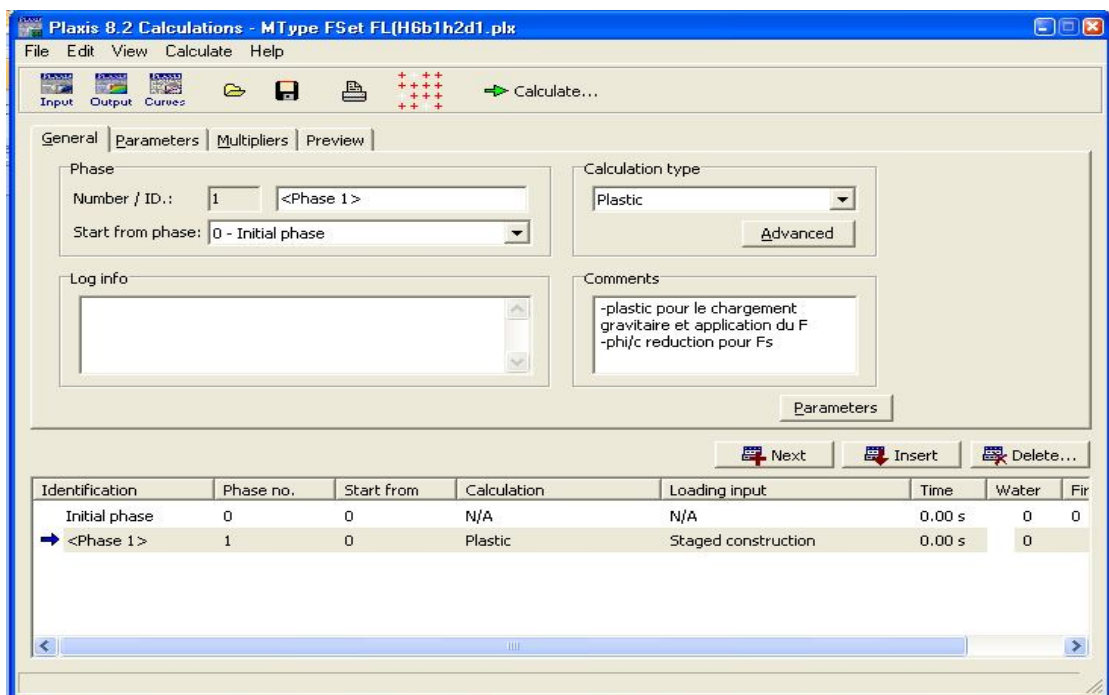 Plaxis 8.2 Calculations - MType FSet FL(H6b1h2d1.plx
File Edit View Calculate Help
Input Output Curves Calculate...
General Parameters Multipliers Preview
Phase
Number / ID.: 1 <Phase 1>
Start from phase: 0 - Initial phase
Calculation type
Plastic
Advanced
Log info
Comments
-plastic pour le chargement
gravitaire et application du F
-phi/c reduction pour Fs
Parameters
Next Insert Delete...
Identification Phase no. Start from Calculation Loading input Time Water Fir
Initial phase 0 0 N/A N/A 0.00 s 0 0
<Phase 1> 1 0 Plastic Staged construction 0.00 s 0